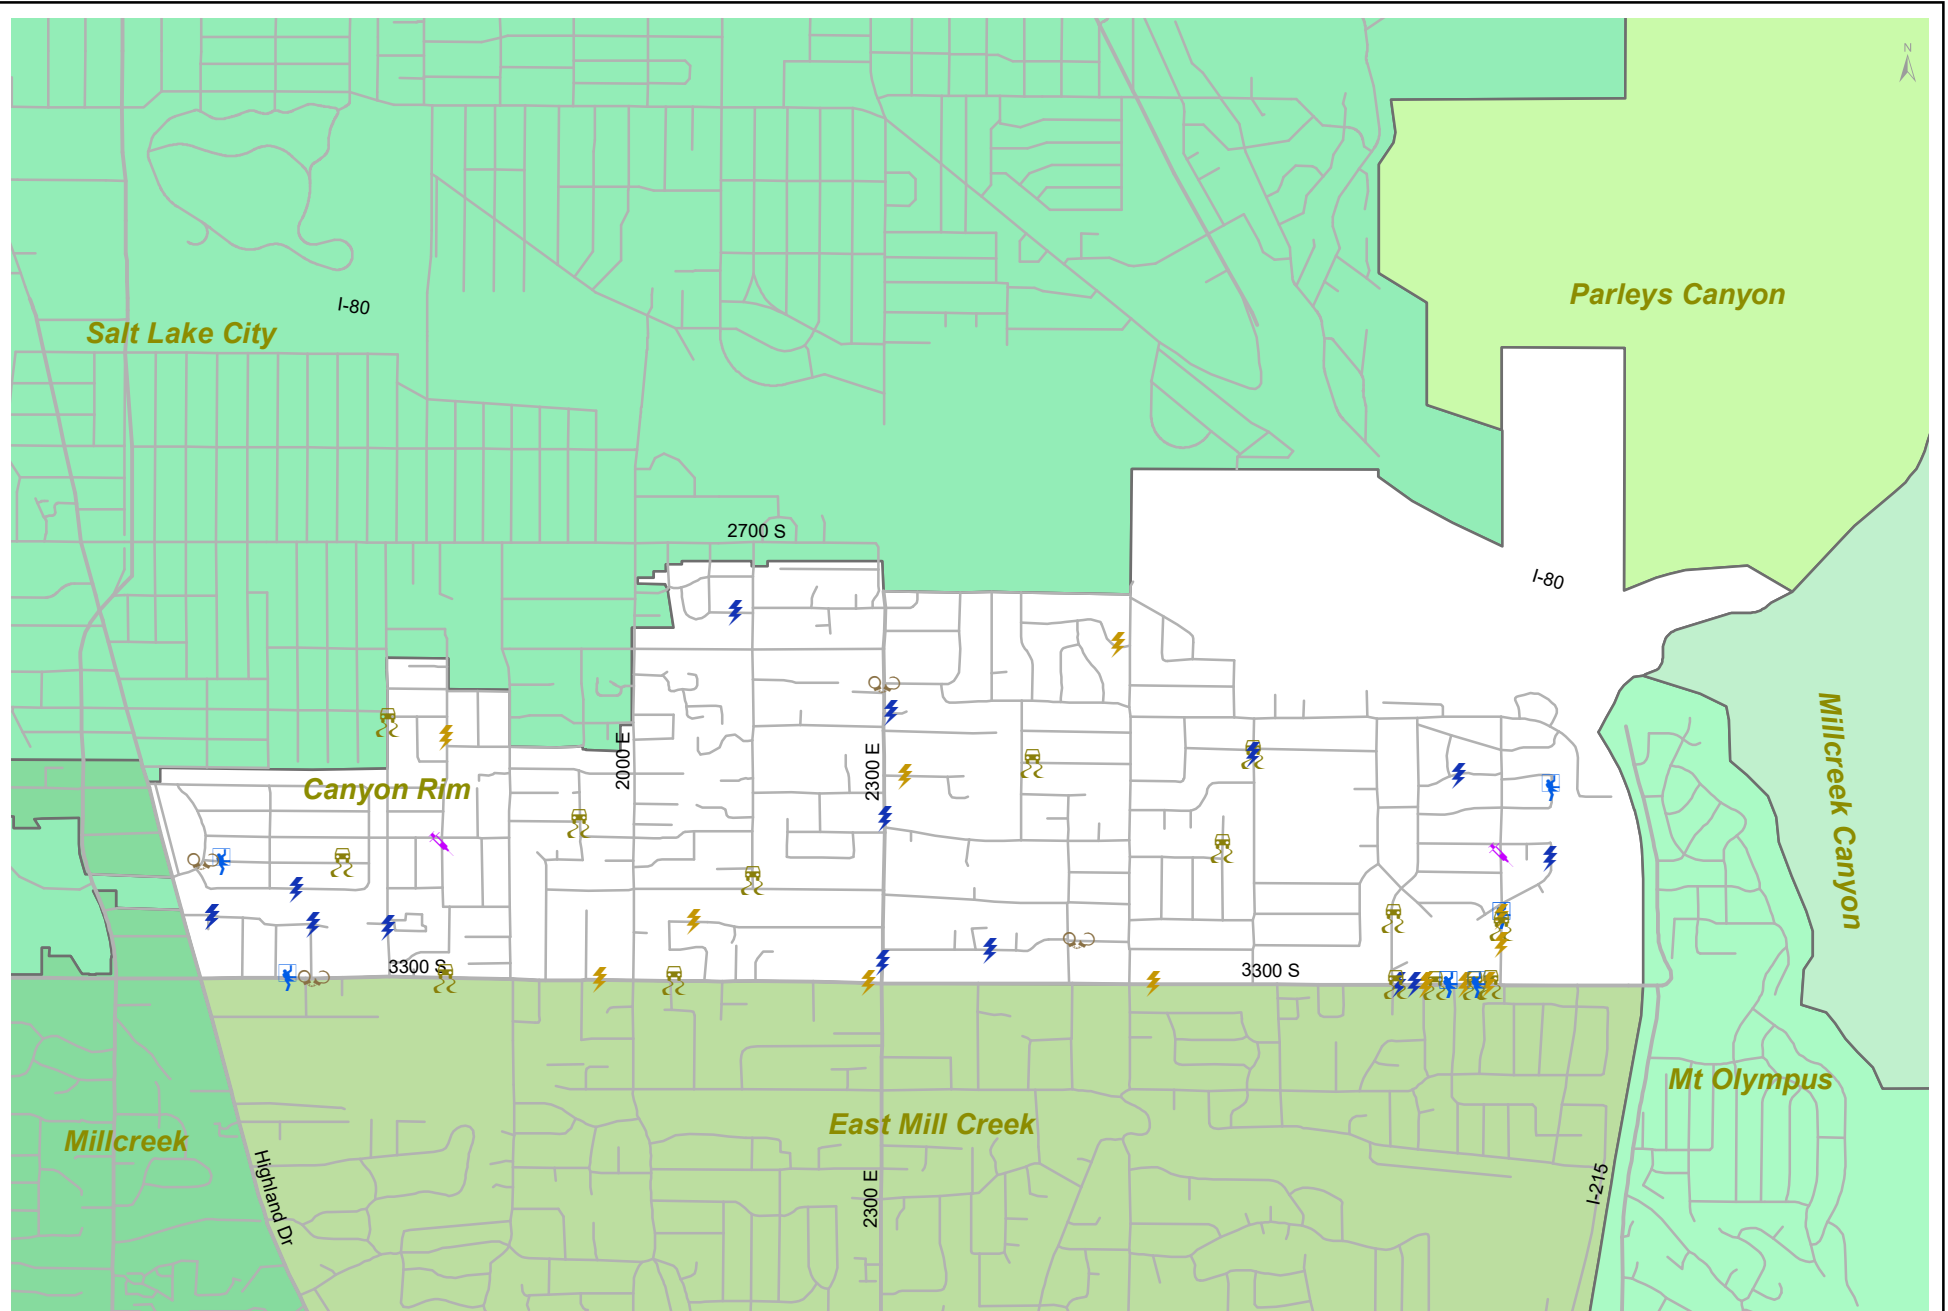 N
Parleys Canyon
I-80
Salt Lake City
2700 S
I-80
Millcreek Canyon
2000 E
2300 E
Canyon Rim
3300 S
3300 S
Mt Olympus
East Mill Creek
Millcreek
Highland Dr
2300 E
I-215